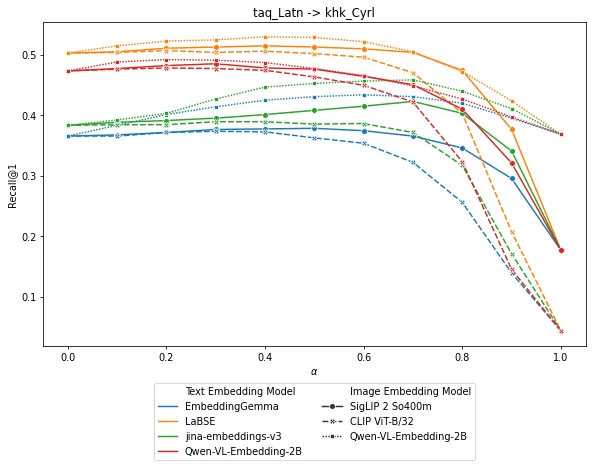 taq_Latn -> khk_Cyrl
Recall@1
0.5
0.4
0.3
0.2
0.1
0.0 0.2 0.4 0.6 0.8 1.0
α
Text Embedding Model
EmbeddingGemma
LaBSE
jina-embeddings-v3
Qwen-VL-Embedding-2B
Image Embedding Model
SigLIP 2 So400m
CLIP ViT-B/32
Qwen-VL-Embedding-2B